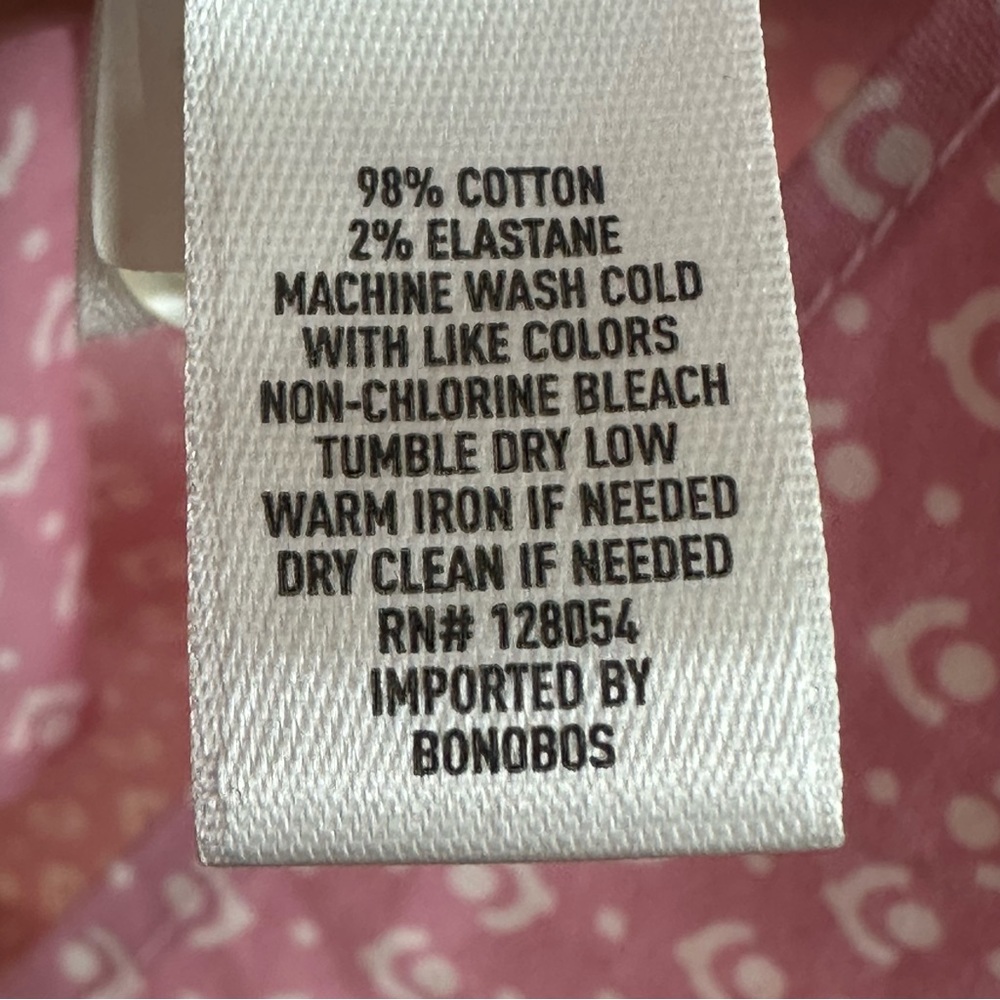 98% COTTON
2% ELASTANE
MACHINE WASH COLD
WITH LIKE COLORS
NON-CHLORINE BLEACH
TUMBLE DRY LOW
WARM IRON IF NEEDED
DRY CLEAN IF NEEDED
RN# 128054
IMPORTED BY
BONOBOS